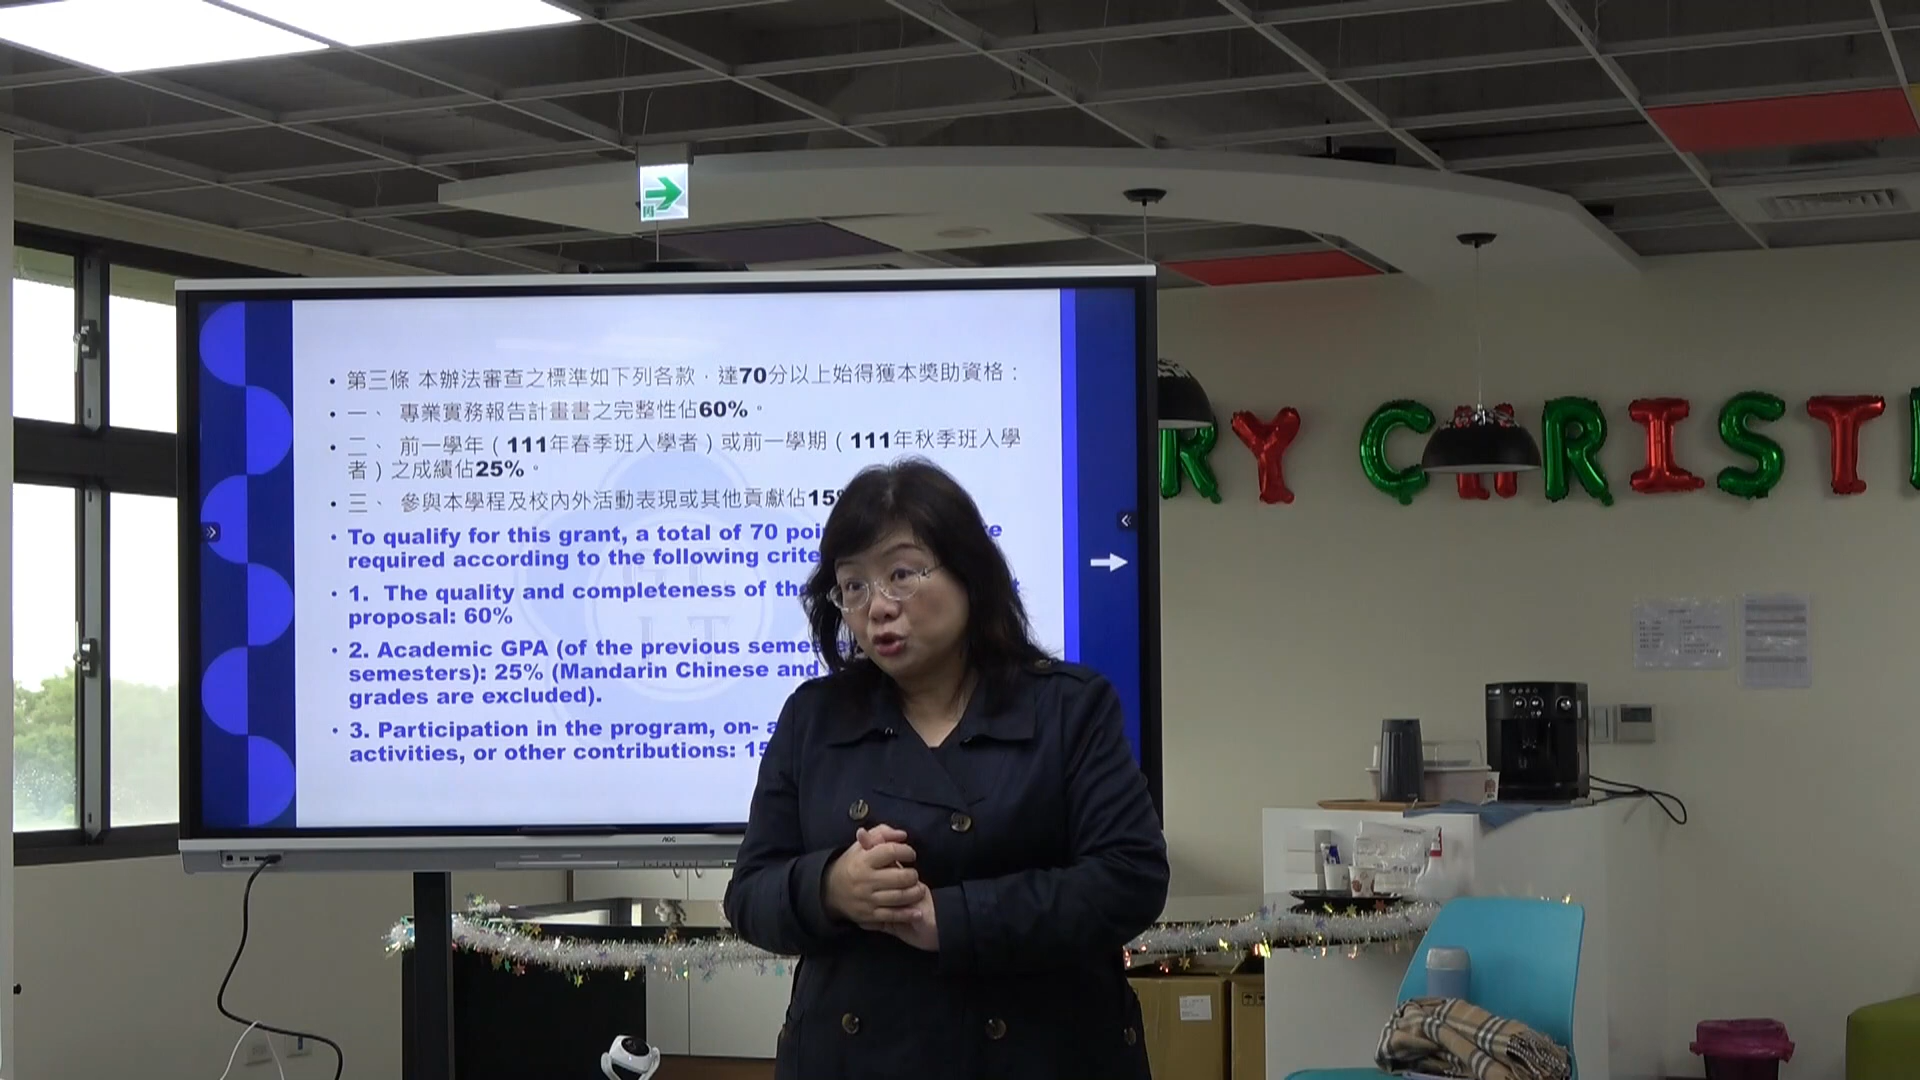 • 第三條 本辦法審查之標準如下列各款，達70分以上始得獲本獎助資格：
• 一、 專業實務報告計畫書之完整性佔60%。
• 二、 前一學年（111年春季班入學者）或前一學期（111年秋季班入學
者）之成績佔25%。
• 三、 參與本學程及校內外活動表現或其他貢獻佔15%
• To qualify for this grant, a total of 70
required according to the following
• 1. The quality and completeness of the
proposal: 60%
• 2. Academic GPA (of the previous
semesters): 25% (Mandarin Chinese and
grades are excluded).
• 3. Participation in the program, on-
activities, or other contributions:
AOC
RY CHRIST